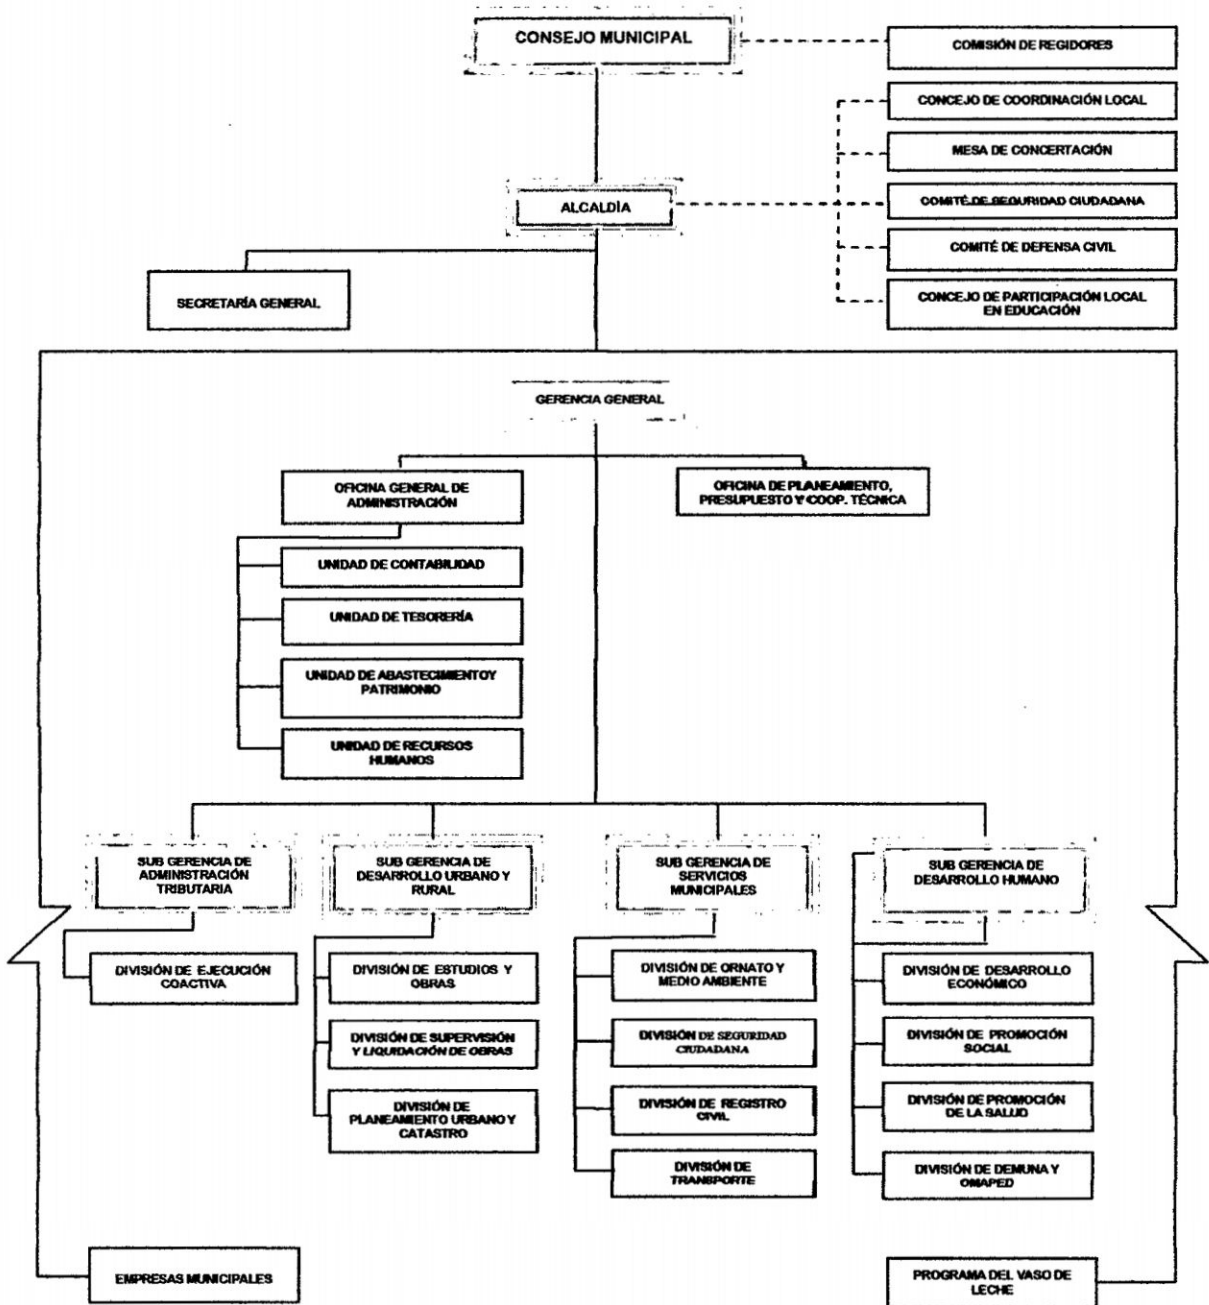 CONSEJO MUNICIPAL
COMISIÓN DE REGIDORES
CONCEJO DE COORDINACIÓN LOCAL
MESA DE CONCERTACIÓN
ALCALDÍA
COMITÉ DE SEGURIDAD CIUDADANA
COMITÉ DE DEFENSA CIVIL
CONCEJO DE PARTICIPACIÓN LOCAL
EN EDUCACIÓN
SECRETARÍA GENERAL
GERENCIA GENERAL
OFICINA GENERAL DE
ADMINISTRACIÓN
OFICINA DE PLANEAMIENTO,
PRESUPUESTO Y COOP. TÉCNICA
UNIDAD DE CONTABILIDAD
UNIDAD DE TESORERÍA
UNIDAD DE ABASTECIMIENTO Y
PATRIMONIO
UNIDAD DE RECURSOS
HUMANOS
SUB GERENCIA DE
ADMINISTRACIÓN
TRIBUTARIA
SUB GERENCIA DE
DESARROLLO URBANO Y
RURAL
SUB GERENCIA DE
SERVICIOS
MUNICIPALES
SUB GERENCIA DE
DESARROLLO HUMANO
DIVISIÓN DE EJECUCIÓN
COACTIVA
DIVISIÓN DE ESTUDIOS Y
OBRAS
DIVISIÓN DE SUPERVISIÓN
Y LIQUIDACIÓN DE OBRAS
DIVISIÓN DE
PLANEAMIENTO URBANO Y
CATASTRO
DIVISIÓN DE ORNATO Y
MEDIO AMBIENTE
DIVISIÓN DE SEGURIDAD
CIUDADANA
DIVISIÓN DE REGISTRO
CIVIL
DIVISIÓN DE
TRANSPORTE
DIVISIÓN DE DESARROLLO
ECONÓMICO
DIVISIÓN DE PROMOCIÓN
SOCIAL
DIVISIÓN DE PROMOCIÓN
DE LA SALUD
DIVISIÓN DE DEMUNA Y
OMAPED
EMPRESAS MUNICIPALES
PROGRAMA DEL VASO DE
LECHE